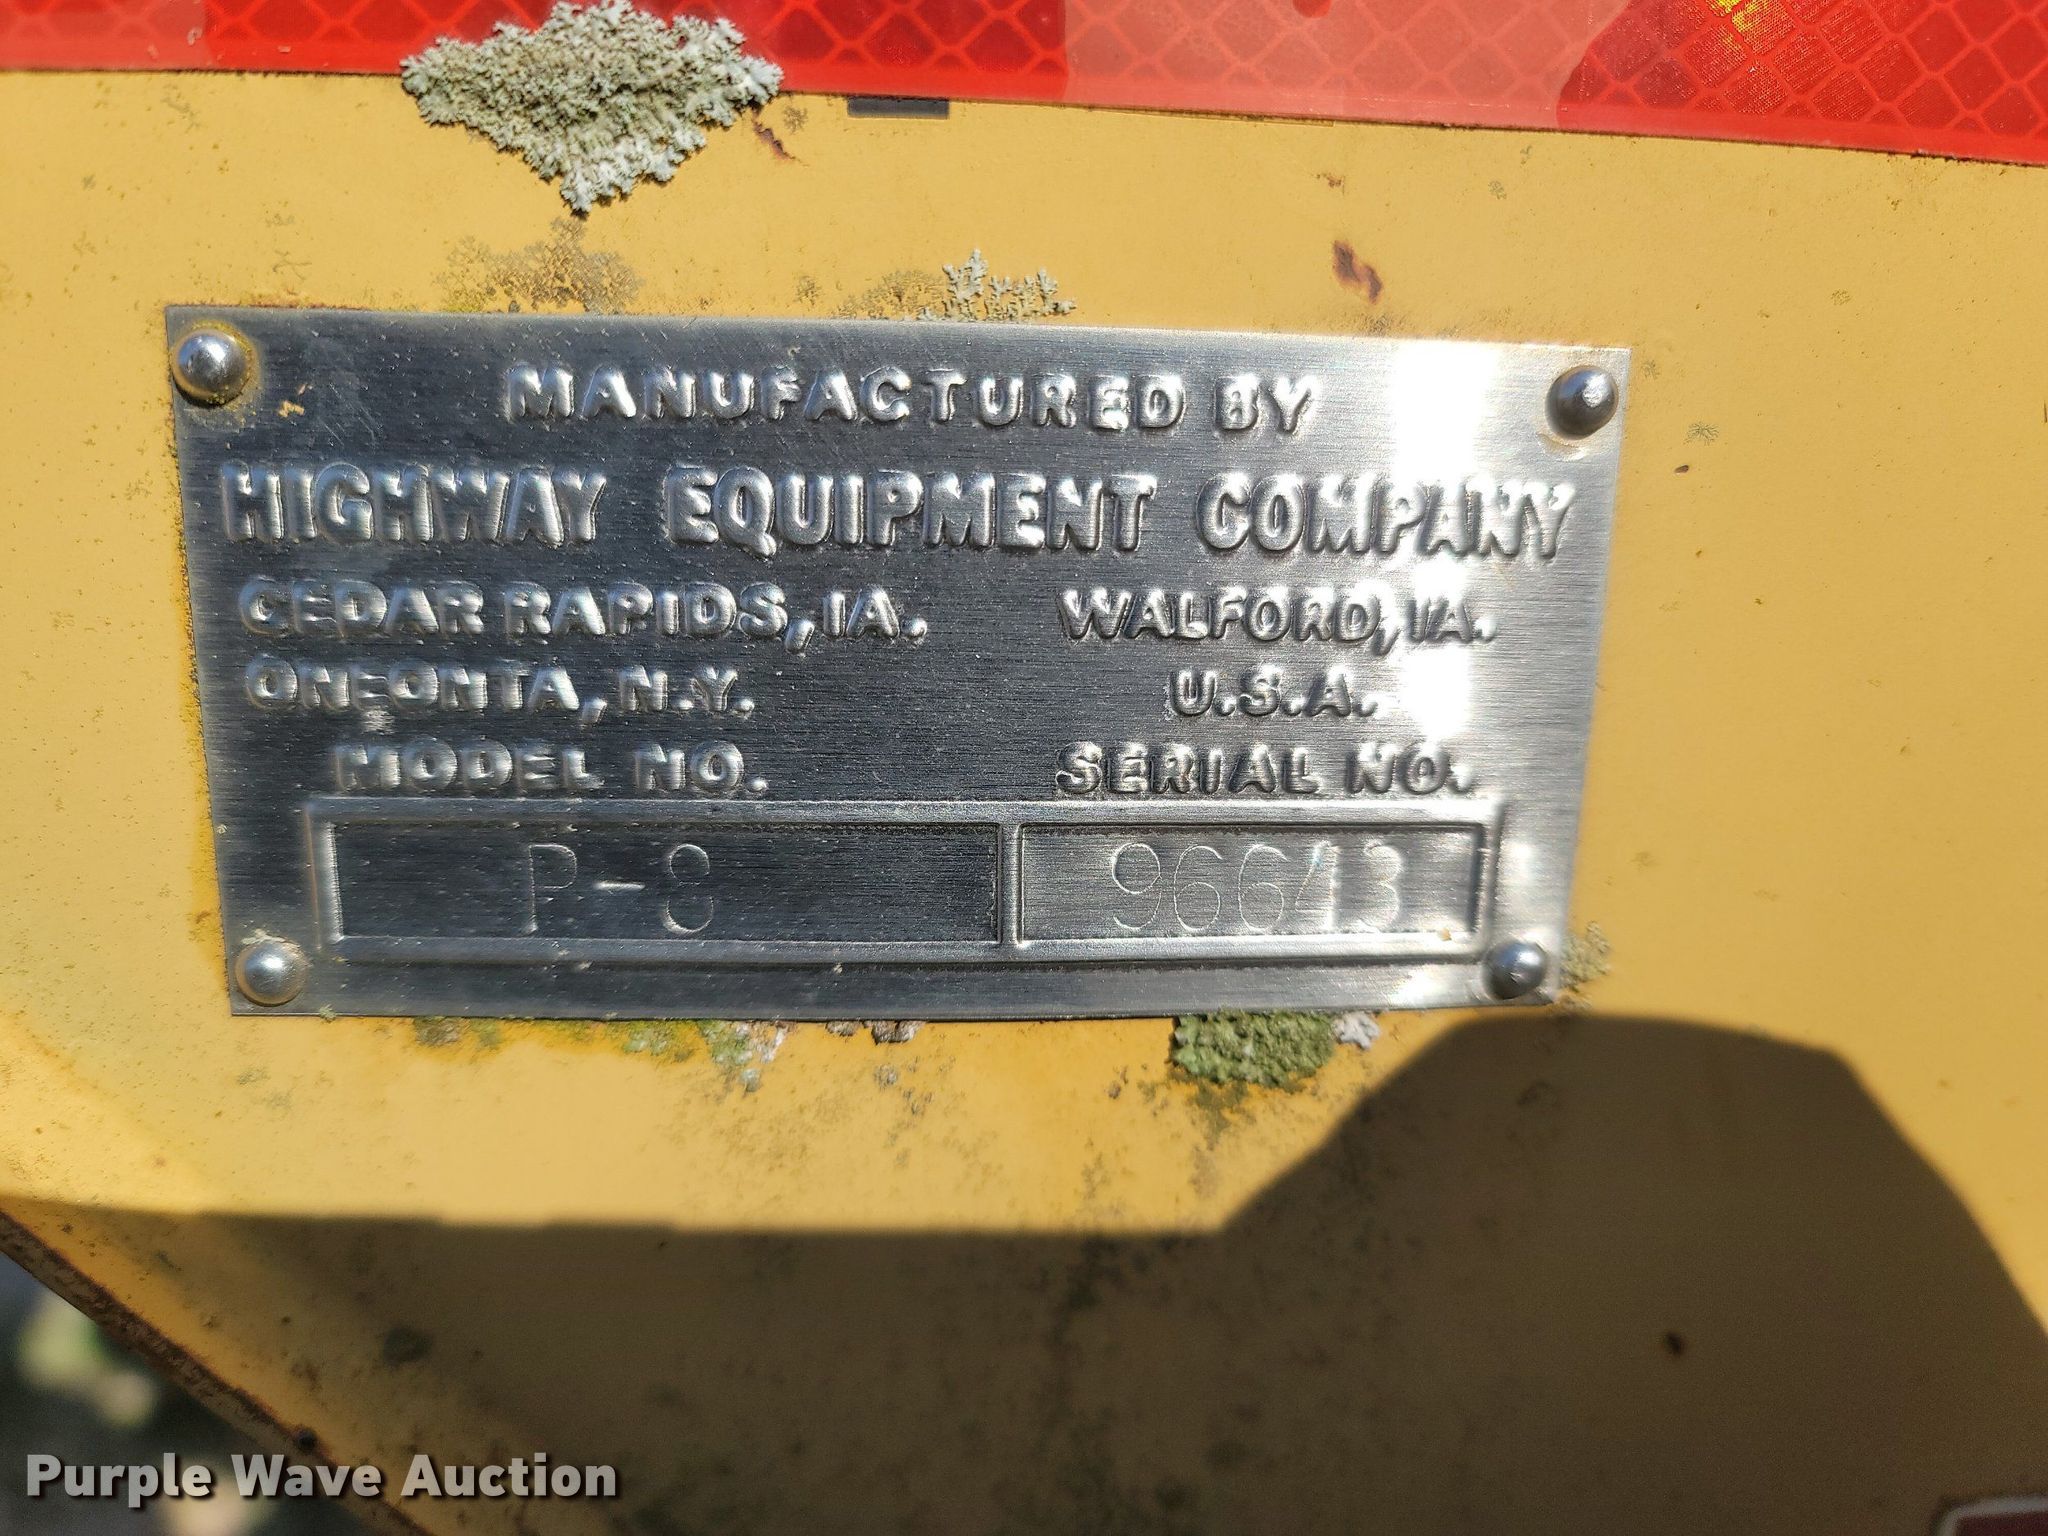 MANUFACTURED BY
HIGHWAY EQUIPMENT COMPANY
CEDAR RAPIDS, IA. WALFORD, IA.
ONEONTA, N.Y. U.S.A.
MODEL NO. SERIAL NO.
P-8 96643
Purple Wave Auction